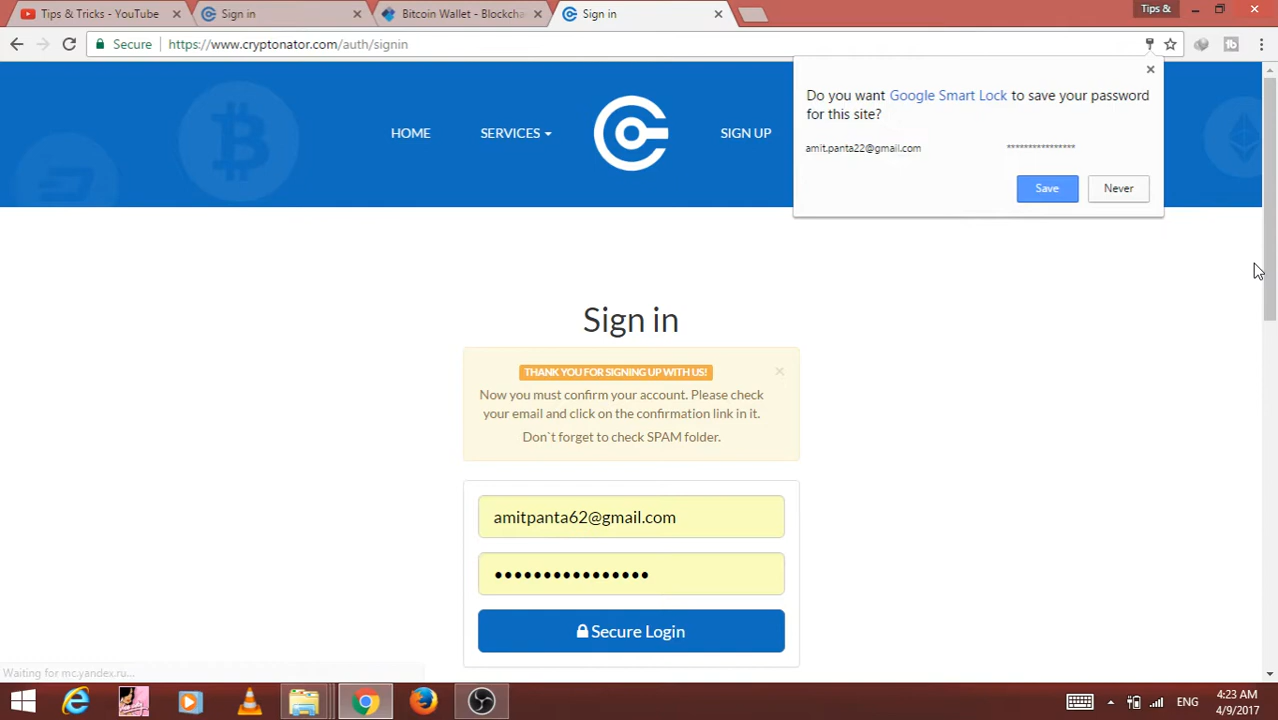 Tips & Tricks - YouTube
Sign in
Bitcoin Wallet - Blockcha
Sign in
Tips &
Secure
https://www.cryptonator.com/auth/signin
HOME
SERVICES
SIGN UP
Do you want Google Smart Lock to save your password
for this site?
amit.panta22@gmail.com
***************
Save
Never
Sign in
THANK YOU FOR SIGNING UP WITH US!
Now you must confirm your account. Please check
your email and click on the confirmation link in it.
Don`t forget to check SPAM folder.
amitpanta62@gmail.com
••••••••••••••••
Secure Login
Waiting for mc.yandex.ru...
ENG
4:23 AM
4/9/2017